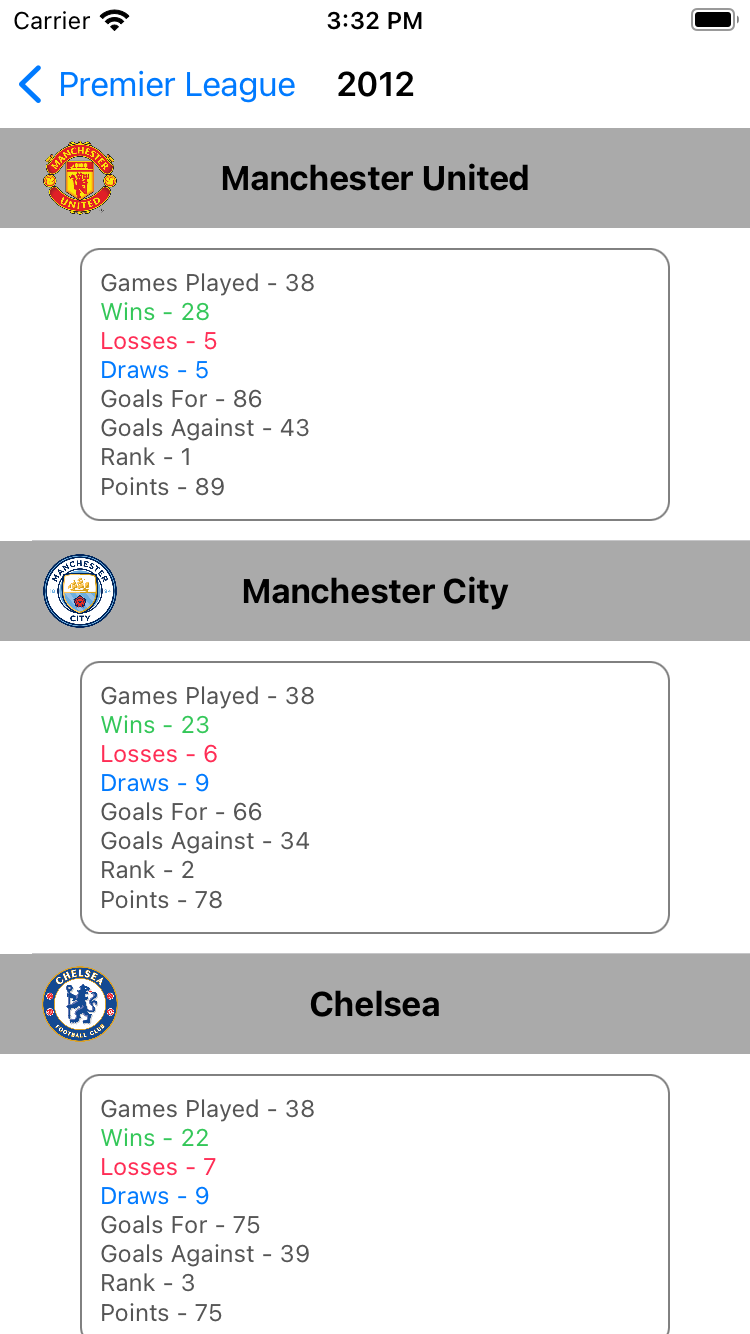 Carrier 3:32 PM
Premier League 2012
MANCHESTER
UNITED
Manchester United
Games Played - 38
Wins - 28
Losses - 5
Draws - 5
Goals For - 86
Goals Against - 43
Rank - 1
Points - 89
MANCHESTER
CITY
Manchester City
Games Played - 38
Wins - 23
Losses - 6
Draws - 9
Goals For - 66
Goals Against - 34
Rank - 2
Points - 78
CHELSEA
FOOTBALL CLUB
Chelsea
Games Played - 38
Wins - 22
Losses - 7
Draws - 9
Goals For - 75
Goals Against - 39
Rank - 3
Points - 75